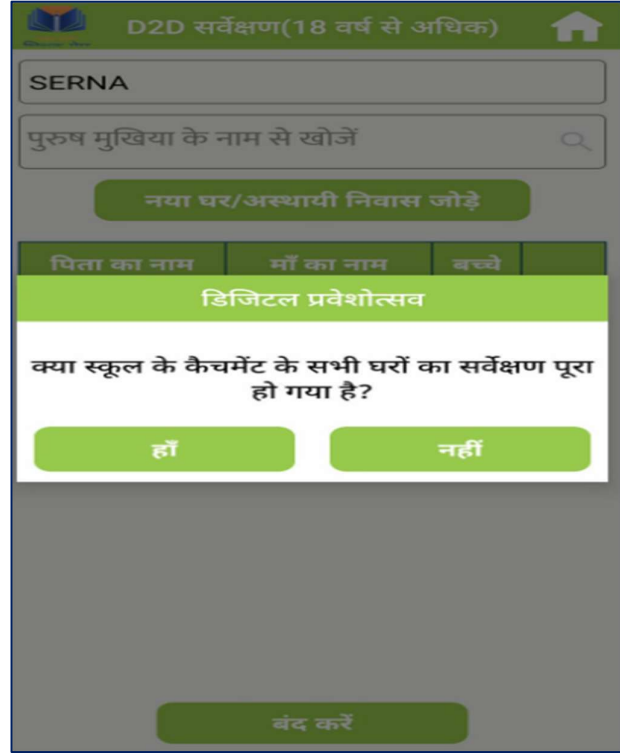 D2D सर्वेक्षण(18 वर्ष से अधिक)
SERNA
पुरुष मुखिया के नाम से खोजें
नया घर/अस्थायी निवास जोड़े
पिता का नाम माँ का नाम बच्चे
डिजिटल प्रवेशोत्सव
क्या स्कूल के कैचमेंट के सभी घरों का सर्वेक्षण पूरा
हो गया है?
हाँ नहीं
बंद करें